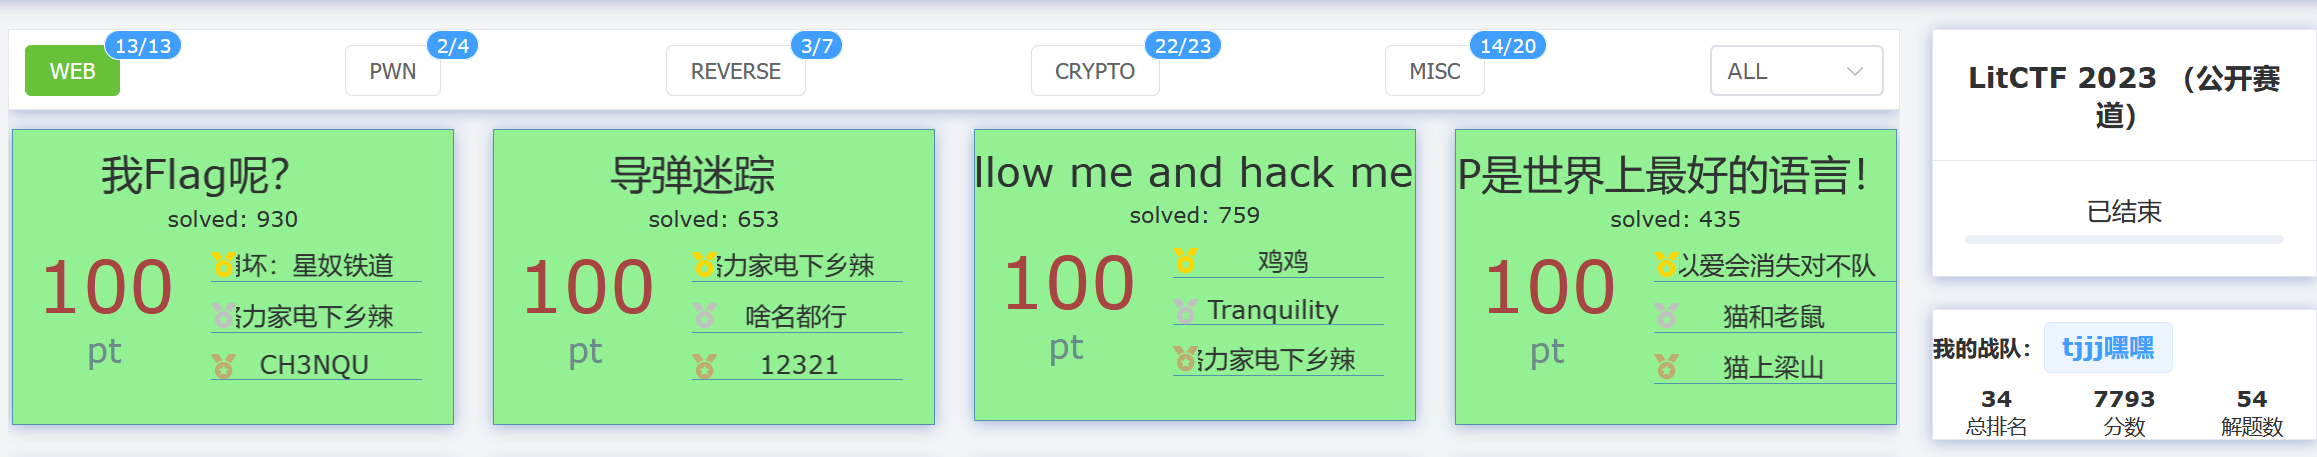 WEB 13/13 PWN 2/4 REVERSE 3/7 CRYPTO 22/23 MISC 14/20 ALL
我Flag呢?
solved: 930
100
pt
坏：星奴铁道
力家电下乡辣
CH3NQU
导弹迷踪
solved: 653
100
pt
力家电下乡辣
啥名都行
12321
llow me and hack me
solved: 759
100
pt
鸡鸡
Tranquility
力家电下乡辣
P是世界上最好的语言！
solved: 435
100
pt
以爱会消失对不队
猫和老鼠
猫上梁山
LitCTF 2023 （公开赛
道）
已结束
我的战队： tjjj嘿嘿
34 7793 54
总排名 分数 解题数